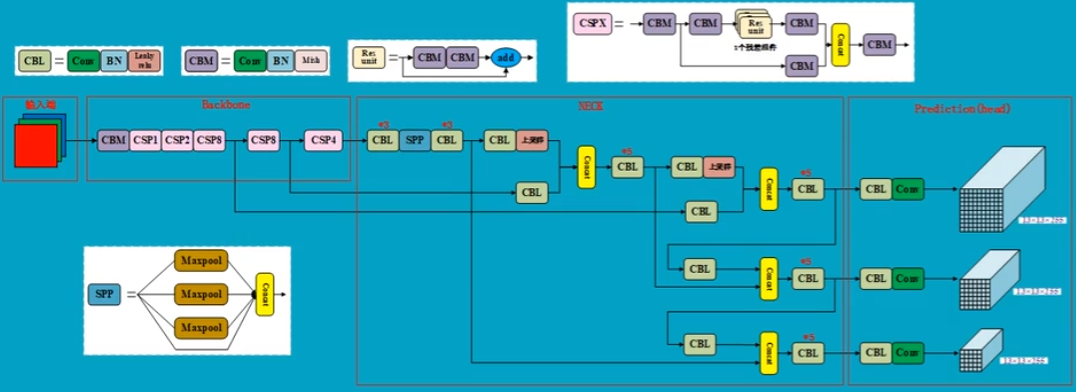 CSPX = CBM CBM Res unit CBM Concat CBM
CBM
X个残差组件
CBL = Conv BN Leaky relu
CBM = Conv BN Mish
Res unit = CBM CBM add
输入端
Backbone
NECK
Prediction(head)
CBM CSP1 CSP2 CSP8 CSP8 CSP4
*3 *3
CBL SPP CBL CBL 上采样
Concat
*5
CBL
CBL
CBL 上采样
Concat
*5
CBL
CBL
CBL Conv
CBL
Concat
*5
CBL
CBL Conv
CBL
Concat
*5
CBL
CBL Conv
SPP = Maxpool
Maxpool
Maxpool
Concat